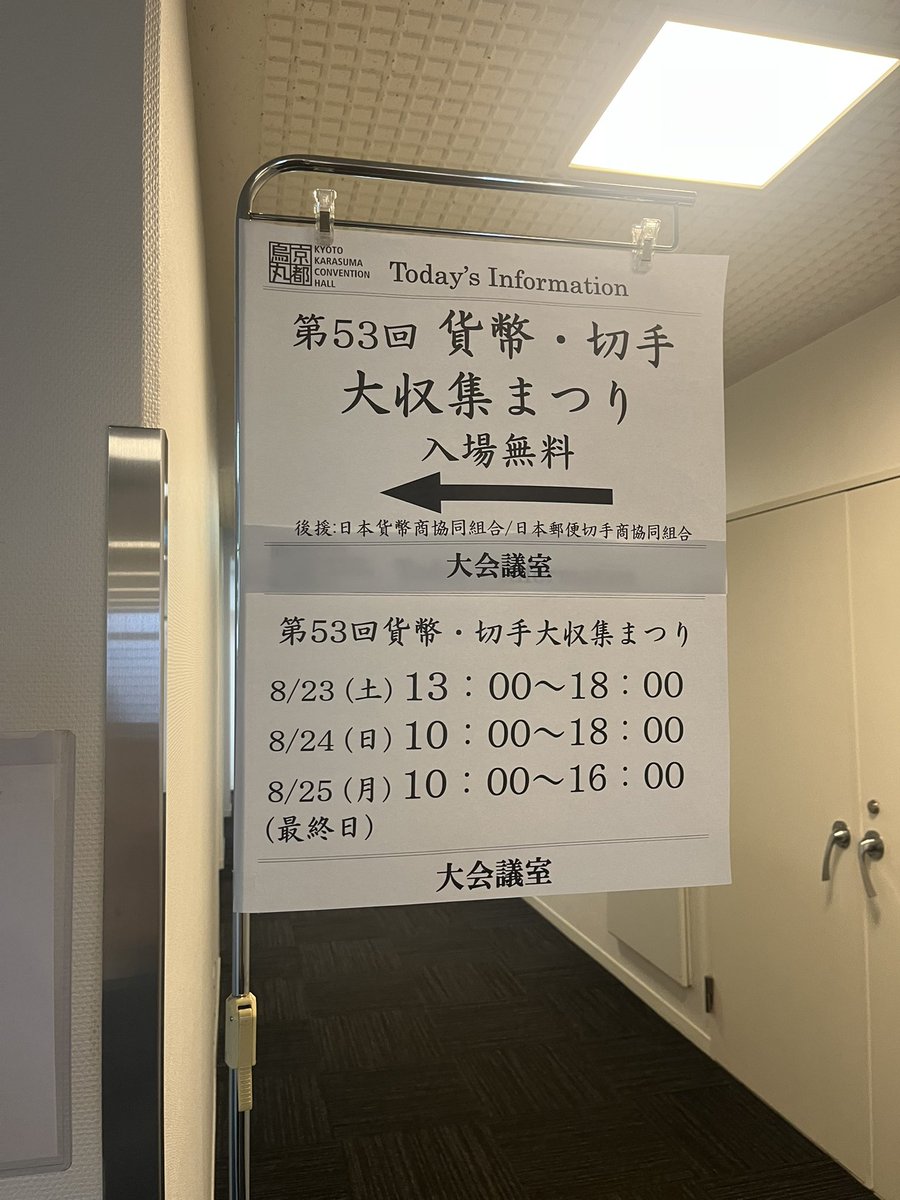 京都烏丸
KYOTO
KARASUMA
CONVENTION
HALL
Today's Information
第53回 貨幣・切手
大収集まつり
入場無料
後援:日本貨幣商協同組合/日本郵便切手商協同組合
大会議室
第53回貨幣・切手大収集まつり
8/23 (土) 13：00〜18：00
8/24 (日) 10：00〜18：00
8/25 (月) 10：00〜16：00
(最終日)
大会議室